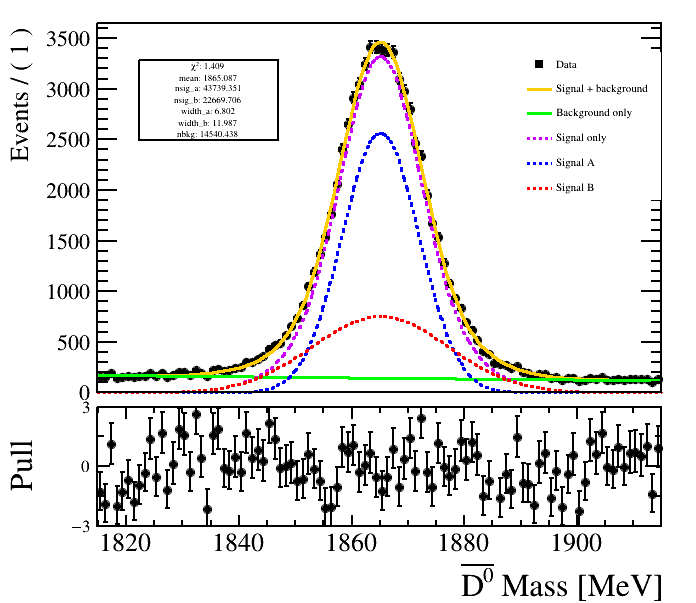 Events / ( 1 )
3500
3000
2500
2000
1500
1000
500
0
χ²: 1.409
mean: 1865.087
nsig_a: 43739.351
nsig_b: 22669.706
width_a: 6.802
width_b: 11.987
nbkg: 14540.438
Data
Signal + background
Background only
Signal only
Signal A
Signal B
Pull
3
0
−3
1820 1840 1860 1880 1900
D⁰ Mass [MeV]